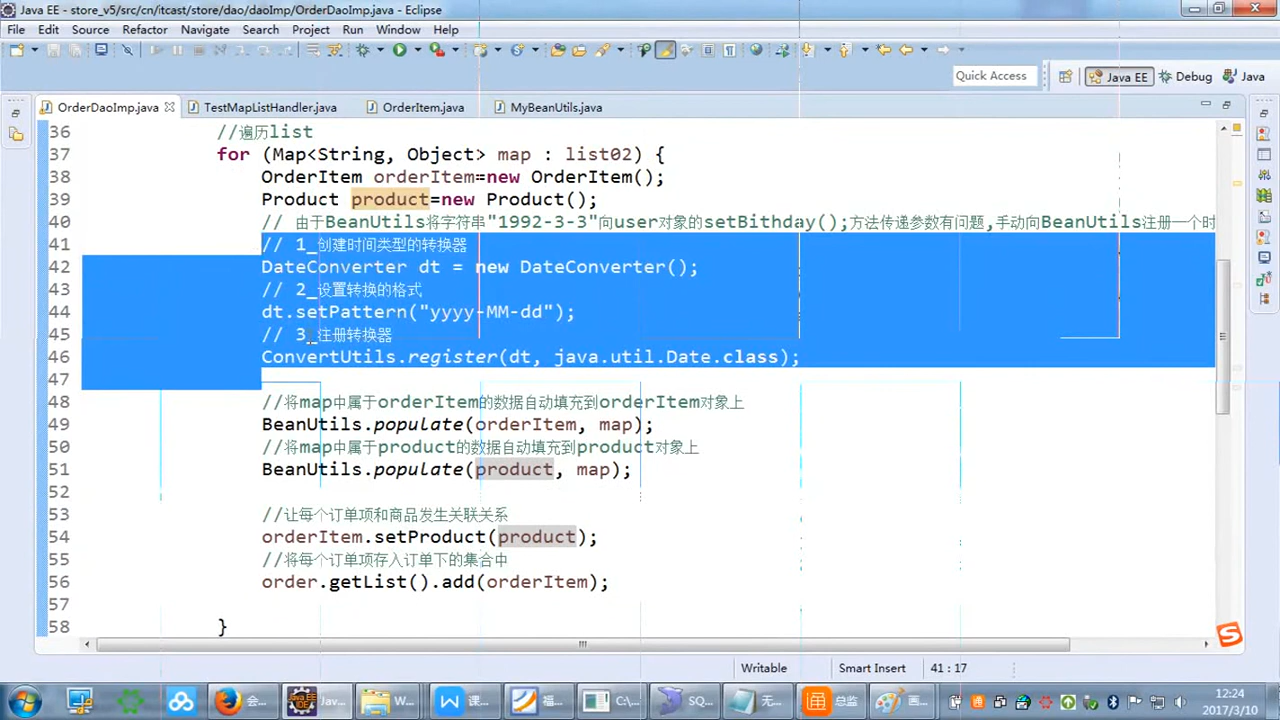 Java EE - store_v5/src/cn/itcast/store/dao/daoImp/OrderDaoImp.java - Eclipse
File Edit Source Refactor Navigate Search Project Run Window Help
Quick Access Java EE Debug Java
OrderDaoImp.java TestMapListHandler.java OrderItem.java MyBeanUtils.java
36 //遍历list
37 for (Map<String, Object> map : list02) {
38 OrderItem orderItem=new OrderItem();
39 Product product=new Product();
40 // 由于BeanUtils将字符串"1992-3-3"向user对象的setBithday();方法传递参数有问题,手动向BeanUtils注册一个时
41 // 1_创建时间类型的转换器
42 DateConverter dt = new DateConverter();
43 // 2_设置转换的格式
44 dt.setPattern("yyyy-MM-dd");
45 // 3_注册转换器
46 ConvertUtils.register(dt, java.util.Date.class);
47
48 //将map中属于orderItem的数据自动填充到orderItem对象上
49 BeanUtils.populate(orderItem, map);
50 //将map中属于product的数据自动填充到product对象上
51 BeanUtils.populate(product, map);
52
53 //让每个订单项和商品发生关联关系
54 orderItem.setProduct(product);
55 //将每个订单项存入订单下的集合中
56 order.getList().add(orderItem);
57
58 }
Writable Smart Insert 41 : 17
会... Jav... W... 课... 福... C:\... SQ... 无... 总监 画... 12:24
2017/3/10